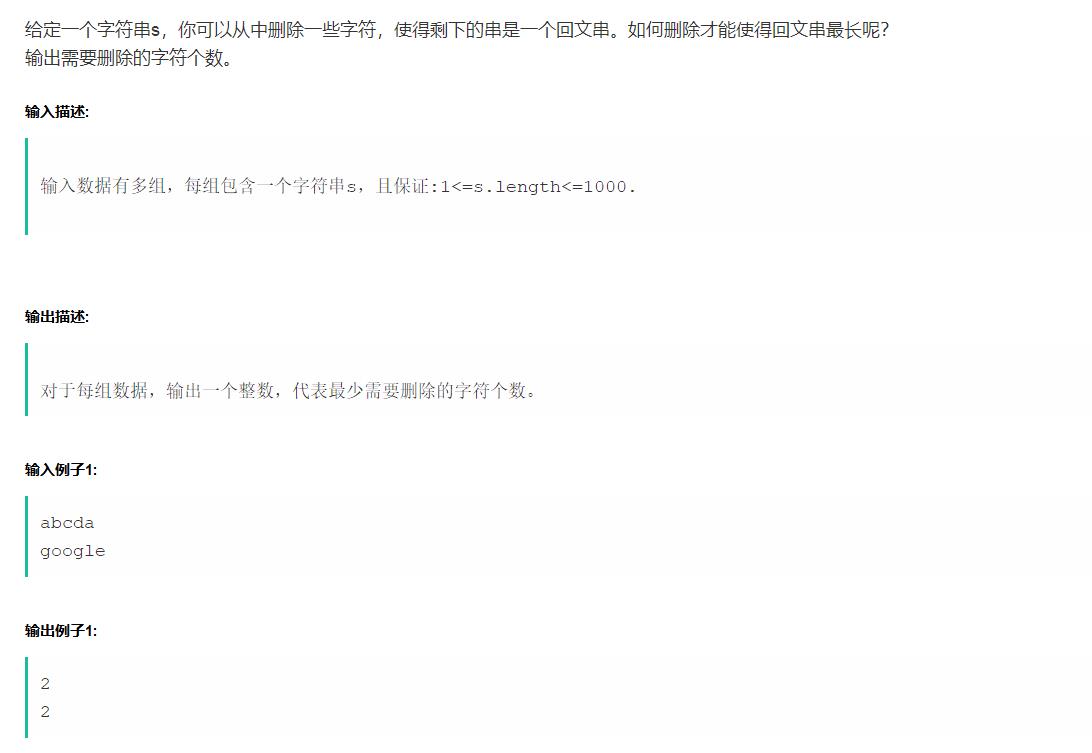 给定一个字符串s，你可以从中删除一些字符，使得剩下的串是一个回文串。如何删除才能使得回文串最长呢？
输出需要删除的字符个数。
输入描述:
输入数据有多组，每组包含一个字符串s，且保证:1<=s.length<=1000.
输出描述:
对于每组数据，输出一个整数，代表最少需要删除的字符个数。
输入例子1:
abcda
google
输出例子1:
2
2